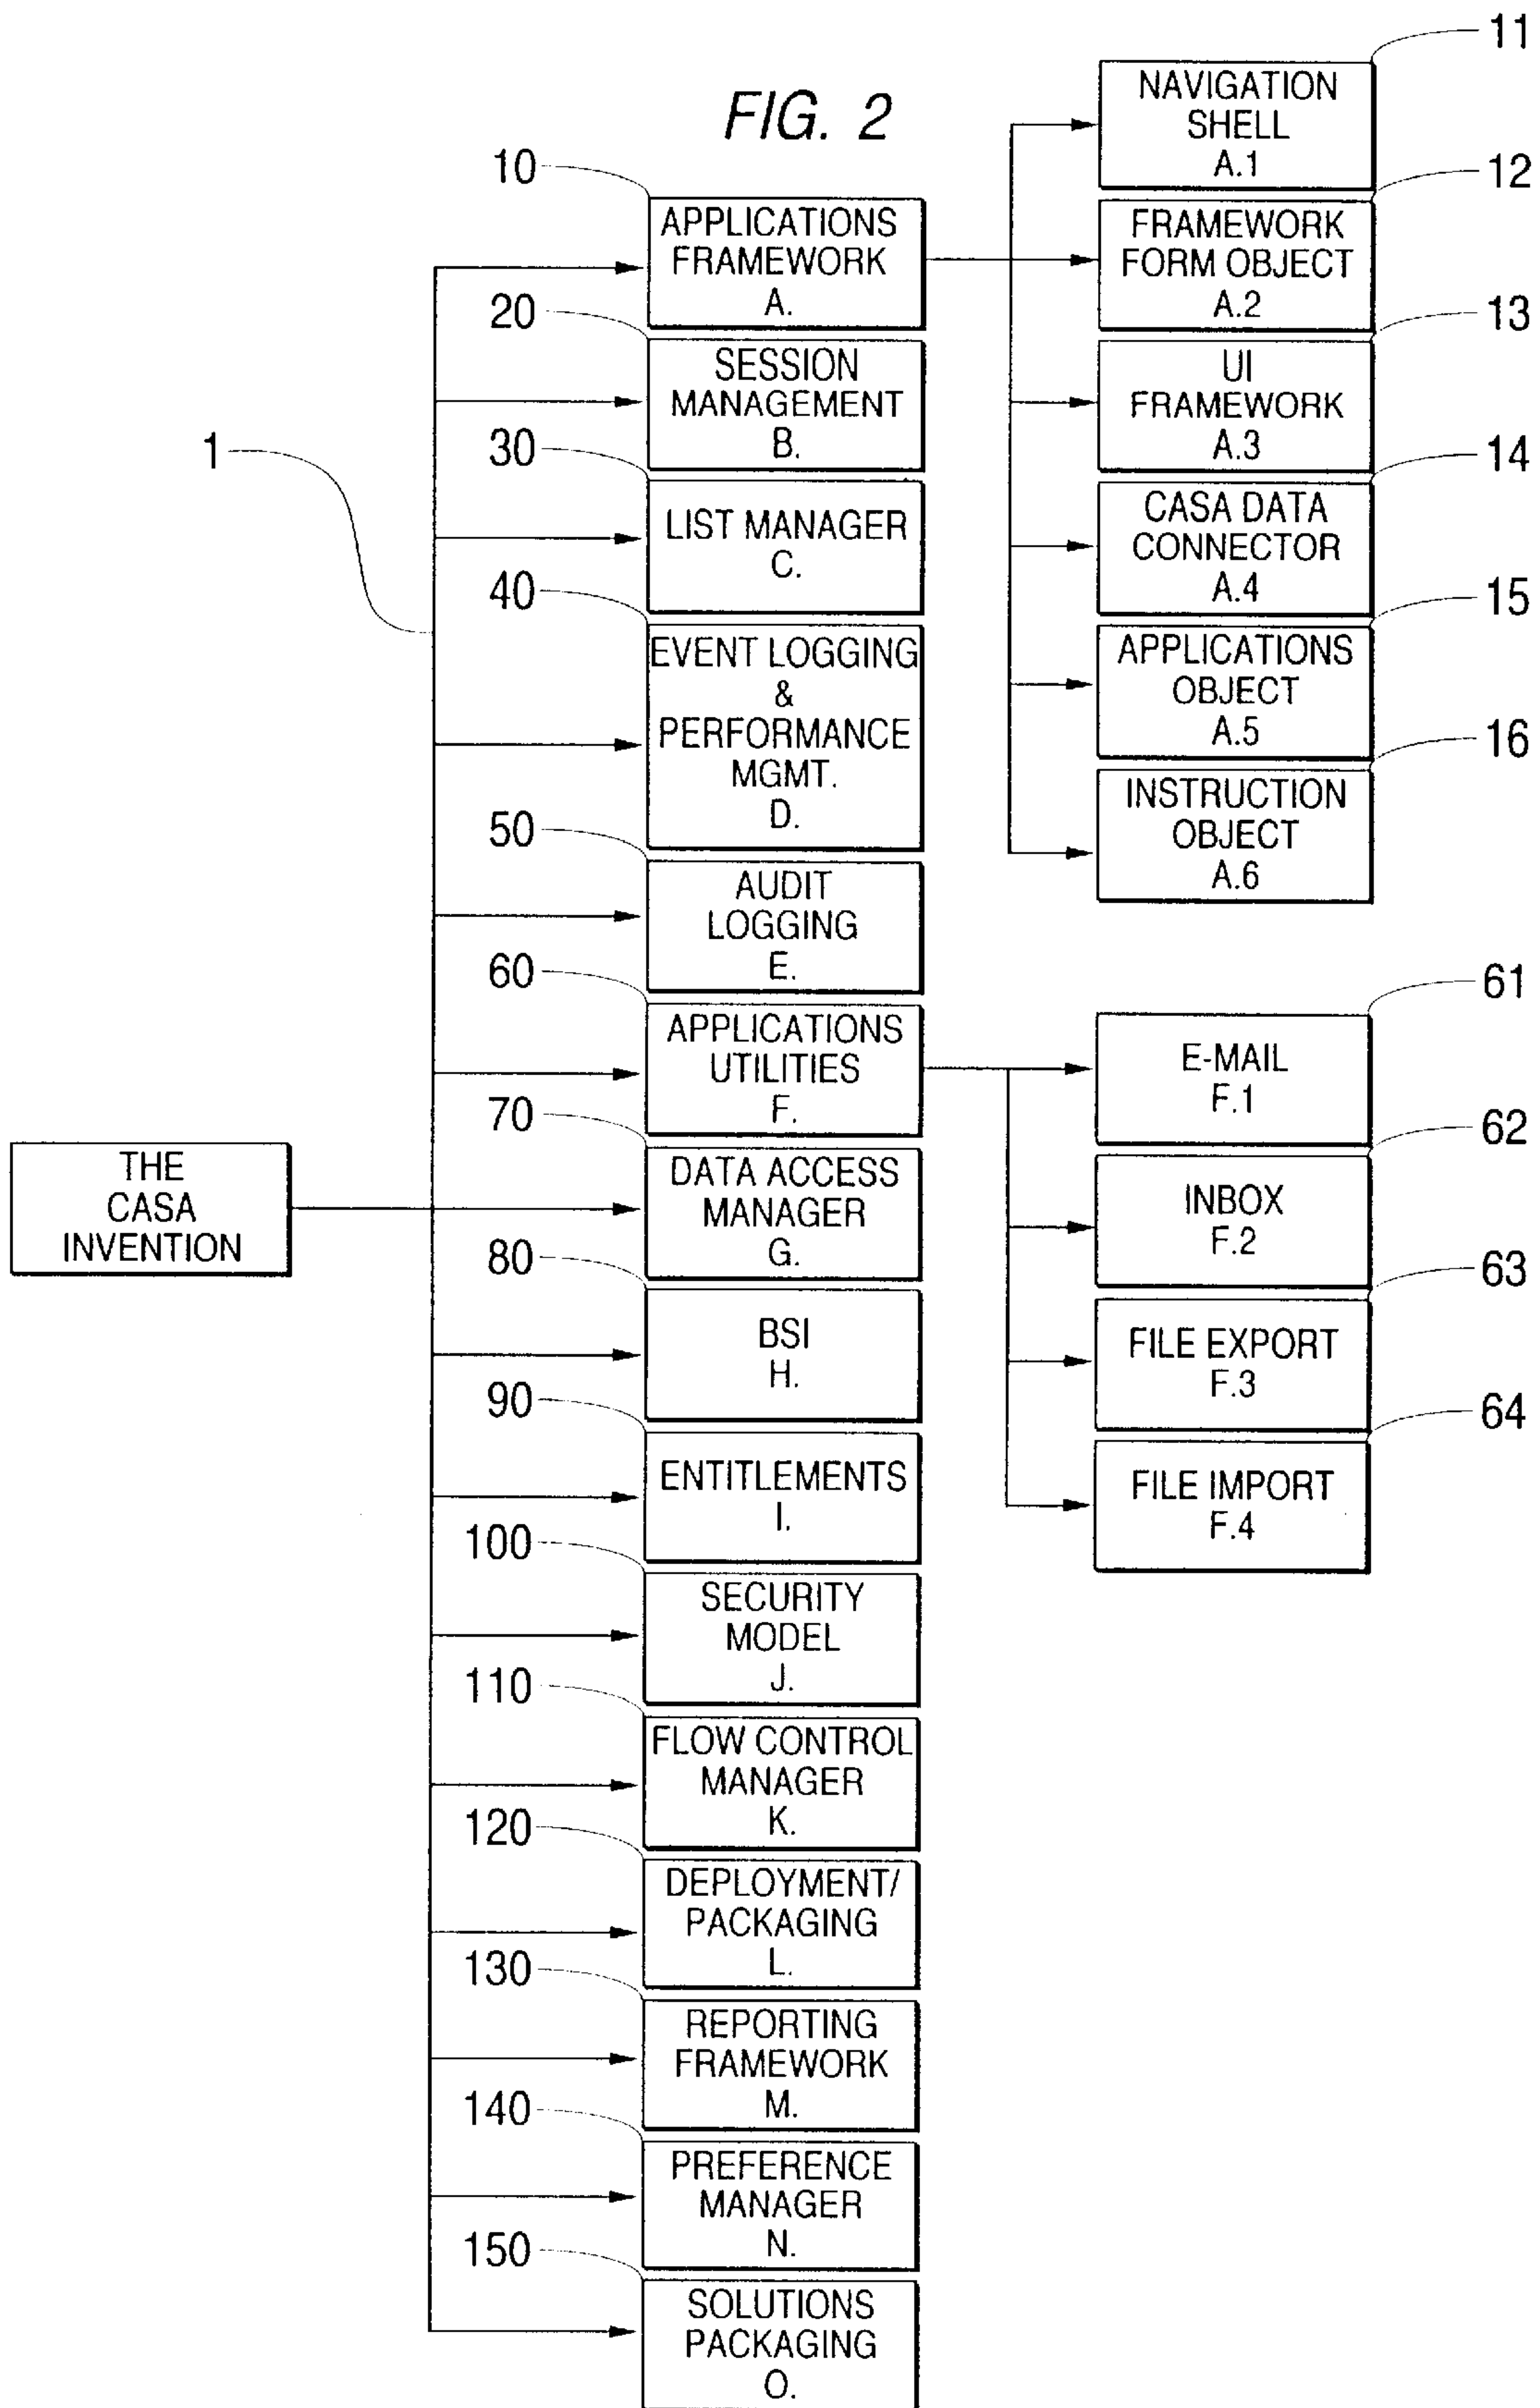 FIG. 2
1
THE
CASA
INVENTION
10
APPLICATIONS
FRAMEWORK
A.
20
SESSION
MANAGEMENT
B.
30
LIST MANAGER
C.
40
EVENT LOGGING
&
PERFORMANCE
MGMT.
D.
50
AUDIT
LOGGING
E.
60
APPLICATIONS
UTILITIES
F.
70
DATA ACCESS
MANAGER
G.
80
BSI
H.
90
ENTITLEMENTS
I.
100
SECURITY
MODEL
J.
110
FLOW CONTROL
MANAGER
K.
120
DEPLOYMENT/
PACKAGING
L.
130
REPORTING
FRAMEWORK
M.
140
PREFERENCE
MANAGER
N.
150
SOLUTIONS
PACKAGING
O.
11
NAVIGATION
SHELL
A.1
12
FRAMEWORK
FORM OBJECT
A.2
13
UI
FRAMEWORK
A.3
14
CASA DATA
CONNECTOR
A.4
15
APPLICATIONS
OBJECT
A.5
16
INSTRUCTION
OBJECT
A.6
61
E-MAIL
F.1
62
INBOX
F.2
63
FILE EXPORT
F.3
64
FILE IMPORT
F.4